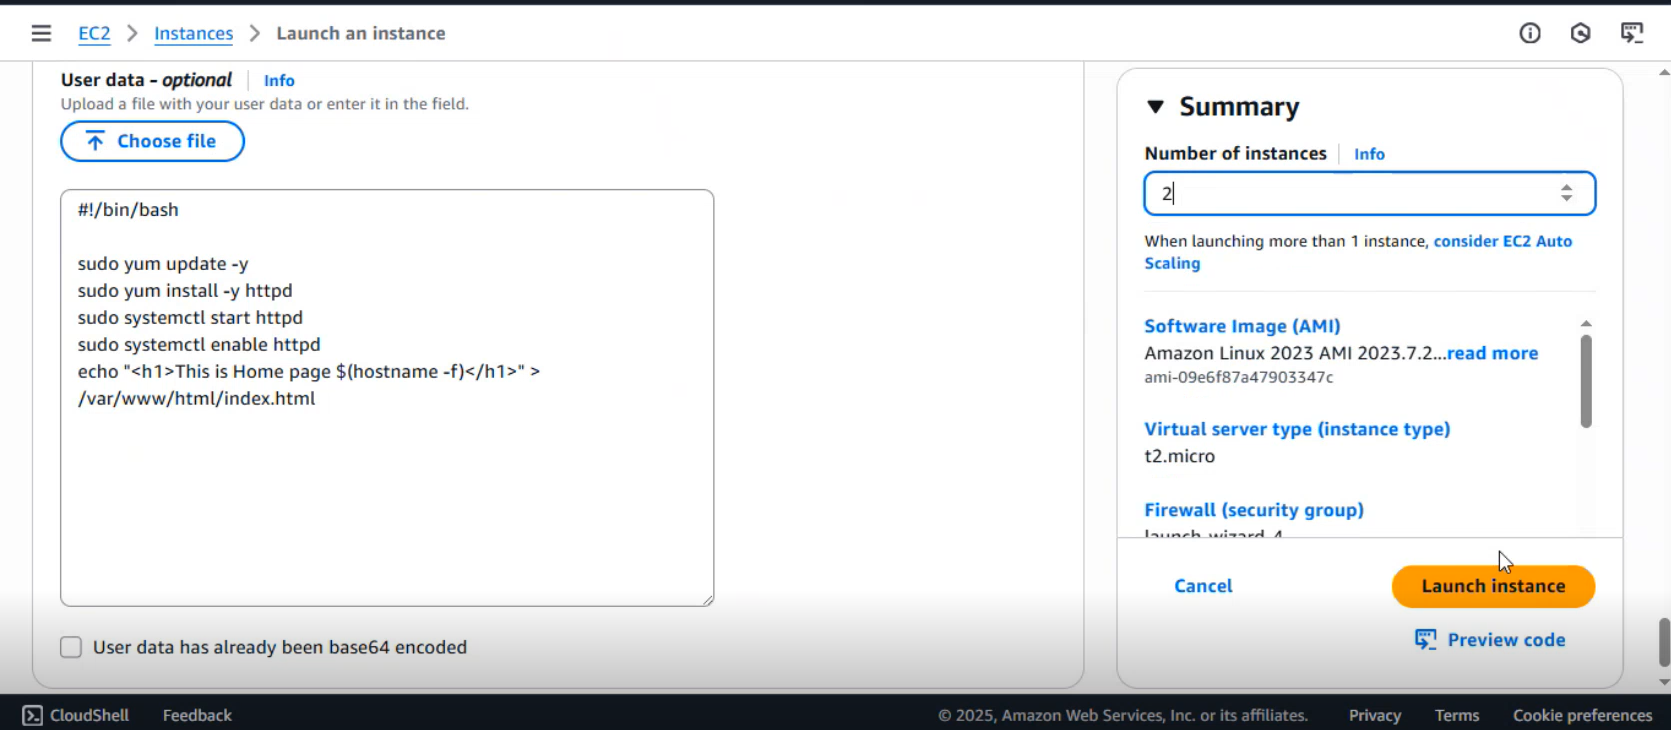 EC2 > Instances > Launch an instance
User data - optional | Info
Upload a file with your user data or enter it in the field.
Choose file
#!/bin/bash
sudo yum update -y
sudo yum install -y httpd
sudo systemctl start httpd
sudo systemctl enable httpd
echo "<h1>This is Home page $(hostname -f)</h1>" >
/var/www/html/index.html
User data has already been base64 encoded
Summary
Number of instances | Info
2
When launching more than 1 instance, consider EC2 Auto
Scaling
Software Image (AMI)
Amazon Linux 2023 AMI 2023.7.2...read more
ami-09e6f87a47903347c
Virtual server type (instance type)
t2.micro
Firewall (security group)
launch-wizard-4
Cancel
Launch instance
Preview code
CloudShell
Feedback
© 2025, Amazon Web Services, Inc. or its affiliates.
Privacy
Terms
Cookie preferences